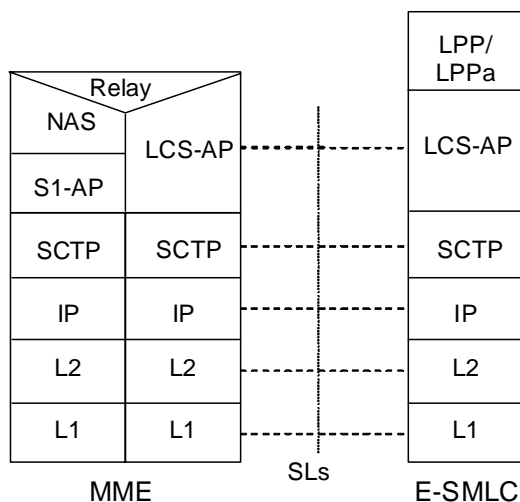 LPP/
LPPa
Relay
NAS
LCS-AP
LCS-AP
S1-AP
SCTP
SCTP
SCTP
IP
IP
IP
L2
L2
L2
L1
L1
L1
SLs
MME
E-SMLC